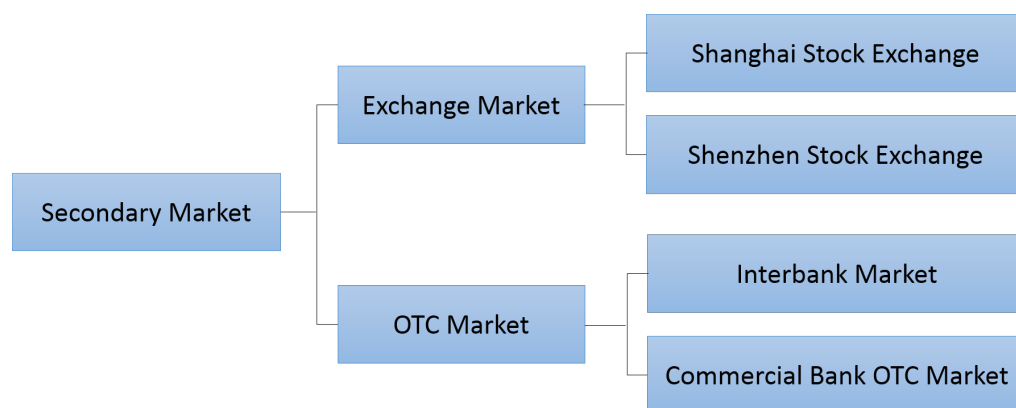 Secondary Market
Exchange Market
Shanghai Stock Exchange
Shenzhen Stock Exchange
OTC Market
Interbank Market
Commercial Bank OTC Market